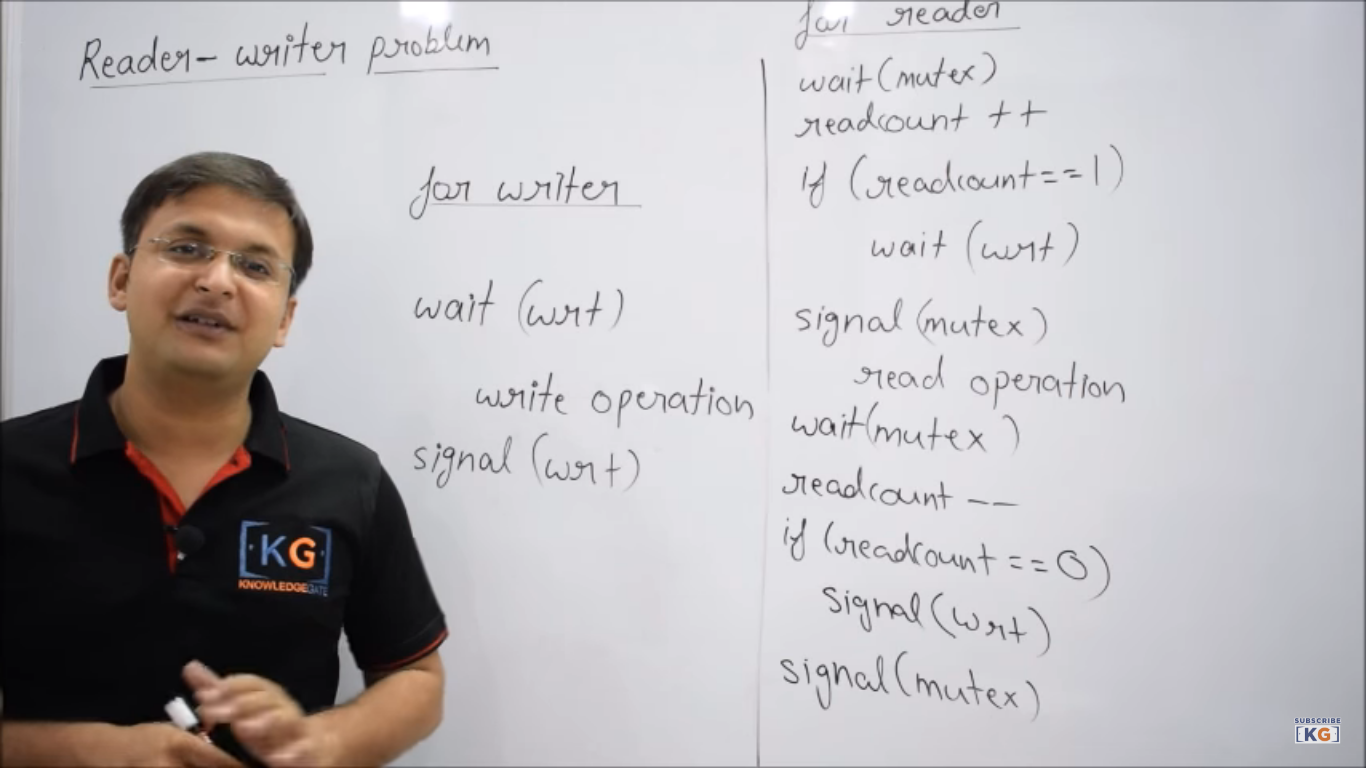 Reader-writer problem
for writer
wait (wrt)
write operation
signal (wrt)
for reader
wait (mutex)
readcount ++
if (readcount==1)
wait (wrt)
signal (mutex)
read operation
wait(mutex)
readcount --
if (readcount ==0)
signal(wrt)
signal(mutex)
KG
KNOWLEDGEGATE
SUBSCRIBE
[KG]